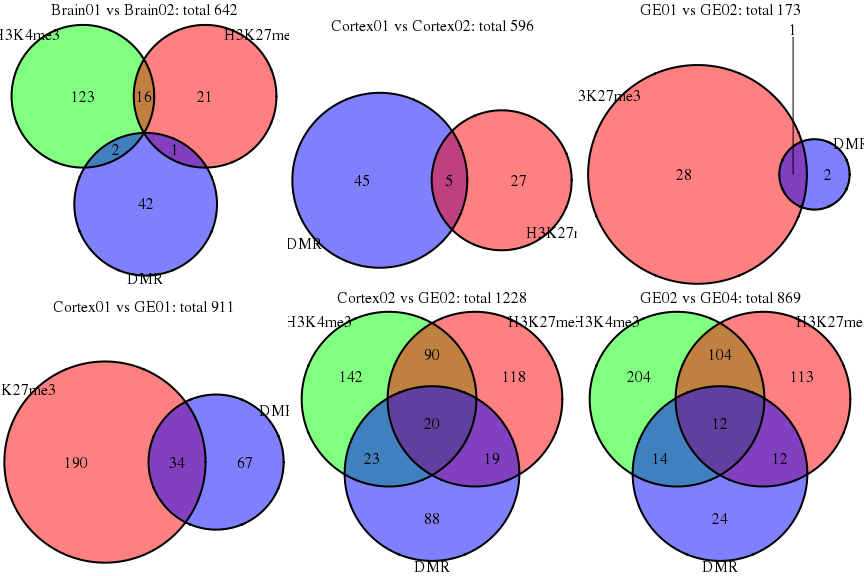 Brain01 vs Brain02: total 642
H3K4me3
H3K27me
123
16
21
2
1
42
DMR
Cortex01 vs Cortex02: total 596
45
5
27
DMR
H3K27
GE01 vs GE02: total 173
1
3K27me3
DMR
28
2
Cortex01 vs GE01: total 911
K27me3
DM
190
34
67
Cortex02 vs GE02: total 1228
H3K4me3
H3K27me
90
142
118
20
23
19
88
DMR
GE02 vs GE04: total 869
H3K4me3
H3K27me
104
204
113
12
14
12
24
DMR